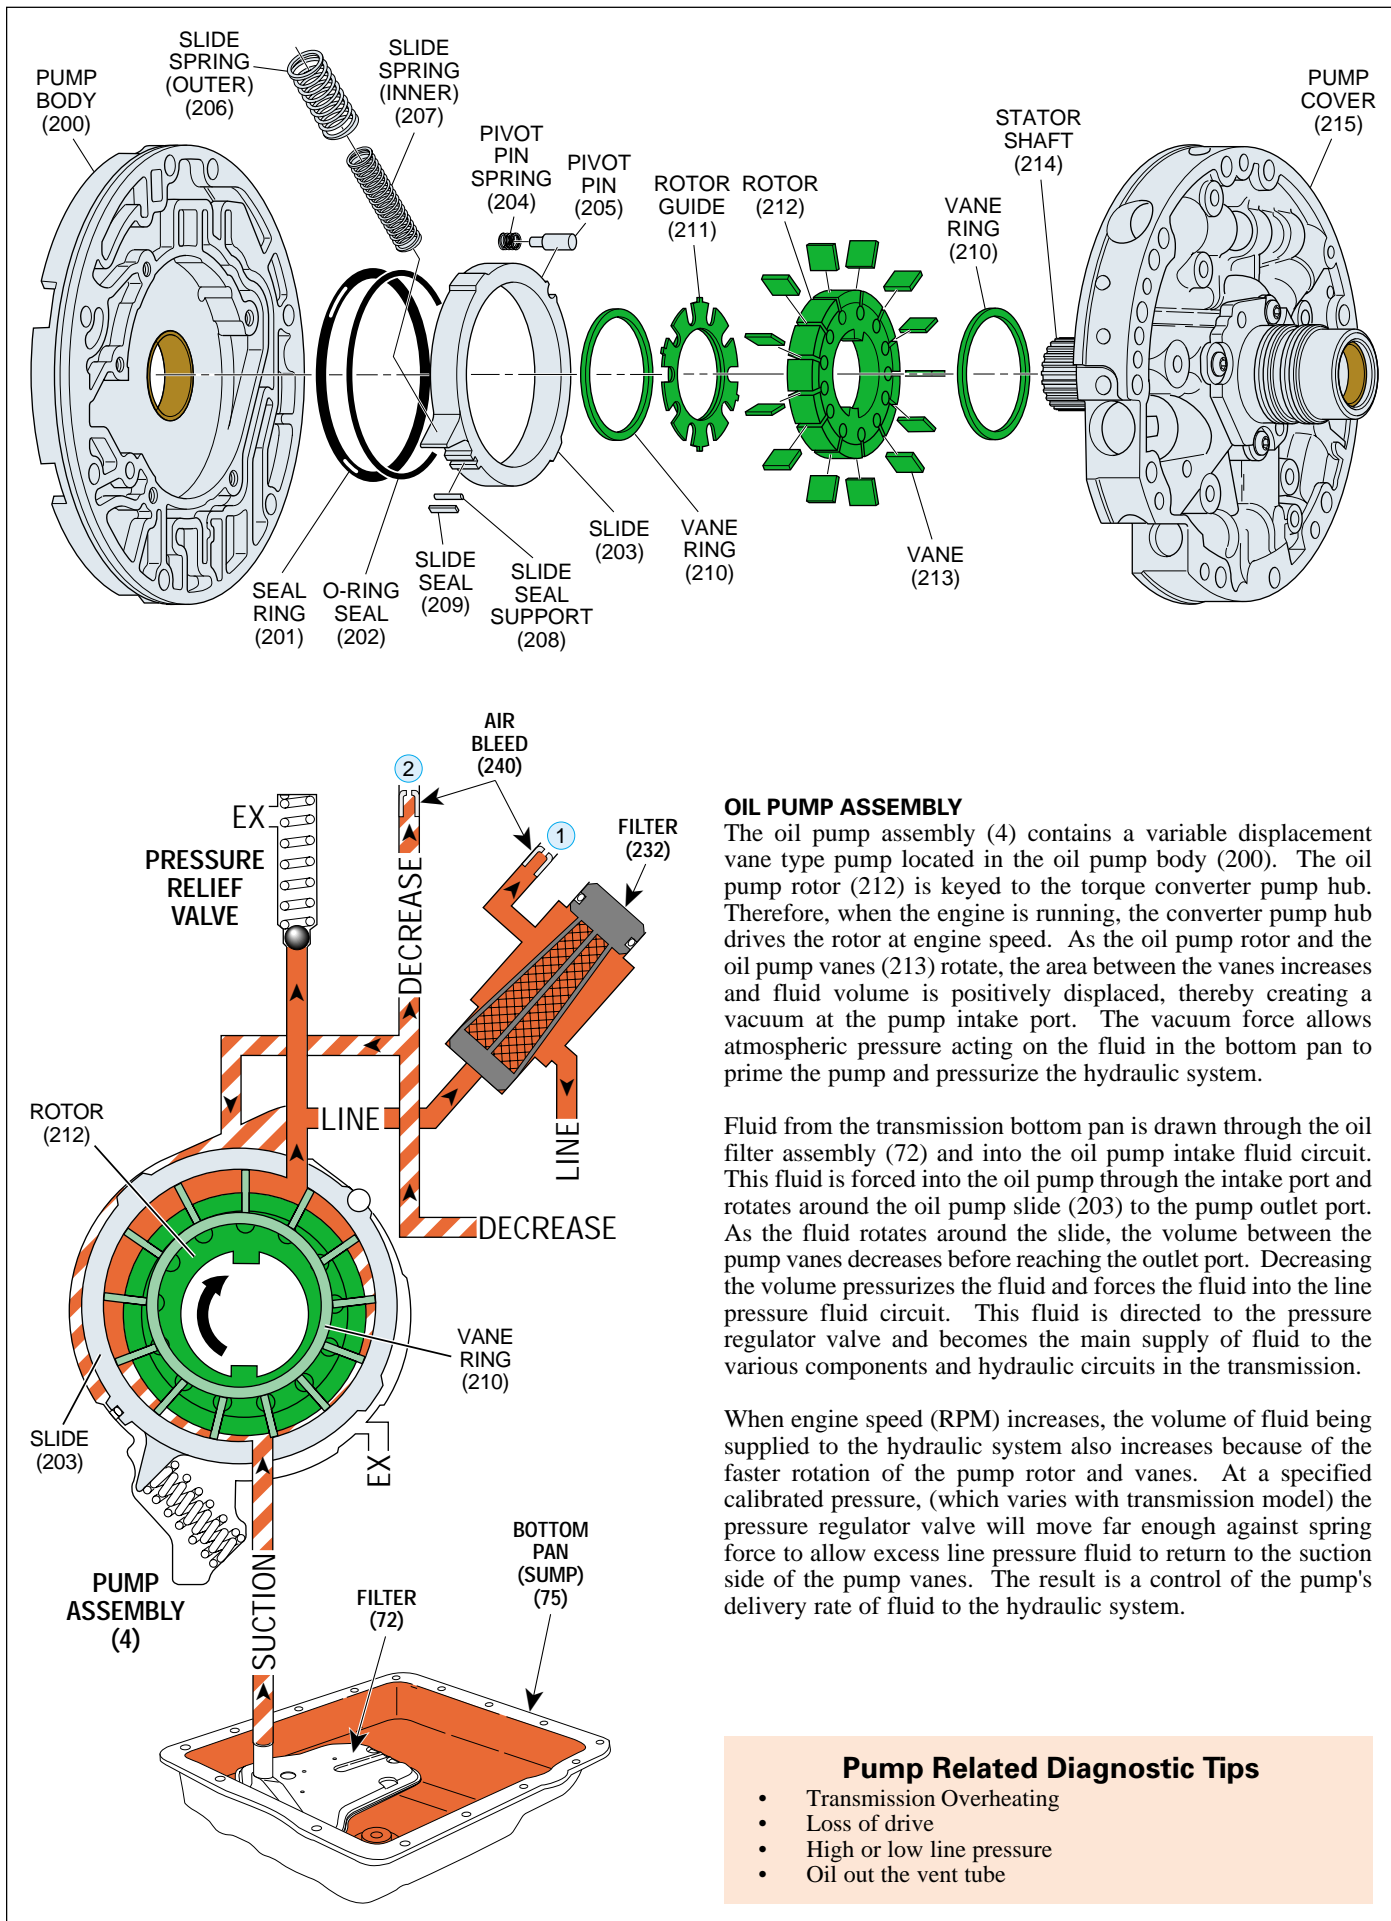 SLIDE
SPRING
(OUTER)
(206)
SLIDE
SPRING
(INNER)
(207)
PUMP
BODY
(200)
PIVOT
PIN
SPRING
(204)
PIVOT
PIN
(205)
ROTOR
GUIDE
(211)
ROTOR
(212)
VANE
RING
(210)
STATOR
SHAFT
(214)
PUMP
COVER
(215)
SEAL
RING
(201)
O-RING
SEAL
(202)
SLIDE
SEAL
(209)
SLIDE
SEAL
SUPPORT
(208)
SLIDE
(203)
VANE
RING
(210)
VANE
(213)
AIR
BLEED
(240)
2
1
EX
PRESSURE
RELIEF
VALVE
FILTER
(232)
DECREASE
LINE
LINE
DECREASE
ROTOR
(212)
VANE
RING
(210)
SLIDE
(203)
EX
PUMP
ASSEMBLY
(4)
SUCTION
FILTER
(72)
BOTTOM
PAN
(SUMP)
(75)
OIL PUMP ASSEMBLY
The oil pump assembly (4) contains a variable displacement
vane type pump located in the oil pump body (200). The oil
pump rotor (212) is keyed to the torque converter pump hub.
Therefore, when the engine is running, the converter pump hub
drives the rotor at engine speed. As the oil pump rotor and the
oil pump vanes (213) rotate, the area between the vanes increases
and fluid volume is positively displaced, thereby creating a
vacuum at the pump intake port. The vacuum force allows
atmospheric pressure acting on the fluid in the bottom pan to
prime the pump and pressurize the hydraulic system.
Fluid from the transmission bottom pan is drawn through the oil
filter assembly (72) and into the oil pump intake fluid circuit.
This fluid is forced into the oil pump through the intake port and
rotates around the oil pump slide (203) to the pump outlet port.
As the fluid rotates around the slide, the volume between the
pump vanes decreases before reaching the outlet port. Decreasing
the volume pressurizes the fluid and forces the fluid into the line
pressure fluid circuit. This fluid is directed to the pressure
regulator valve and becomes the main supply of fluid to the
various components and hydraulic circuits in the transmission.
When engine speed (RPM) increases, the volume of fluid being
supplied to the hydraulic system also increases because of the
faster rotation of the pump rotor and vanes. At a specified
calibrated pressure, (which varies with transmission model) the
pressure regulator valve will move far enough against spring
force to allow excess line pressure fluid to return to the suction
side of the pump vanes. The result is a control of the pump's
delivery rate of fluid to the hydraulic system.
Pump Related Diagnostic Tips
• Transmission Overheating
• Loss of drive
• High or low line pressure
• Oil out the vent tube